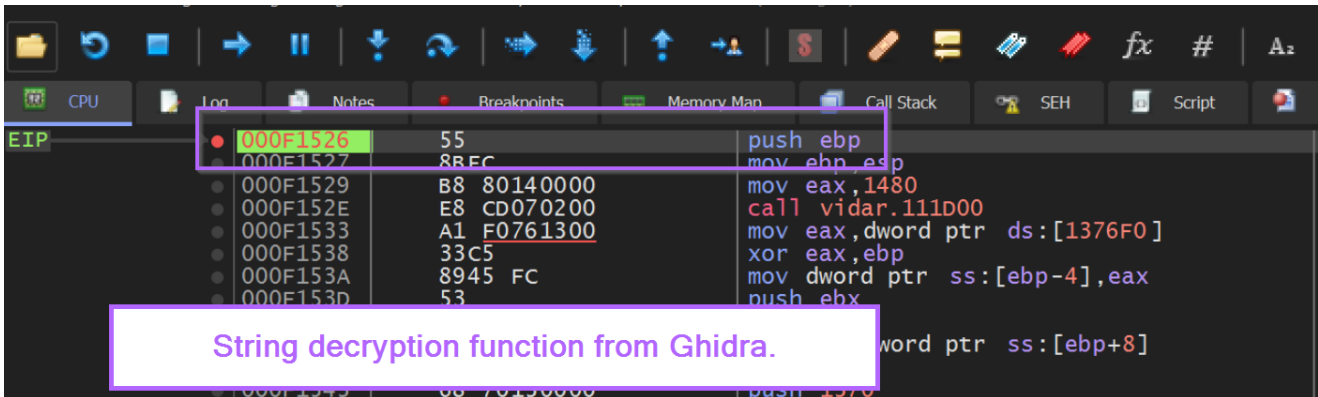 fx # A₂
CPU Log Notes Breakpoints Memory Map Call Stack SEH Script
EIP 000F1526 55 push ebp
000F1527 8BEC mov ebp,esp
000F1529 B8 80140000 mov eax,1480
000F152E E8 CD070200 call vidar.111D00
000F1533 A1 F0761300 mov eax,dword ptr ds:[1376F0]
000F1538 33C5 xor eax,ebp
000F153A 8945 FC mov dword ptr ss:[ebp-4],eax
000F153D 53 push ebx
String decryption function from Ghidra.
word ptr ss:[ebp+8]